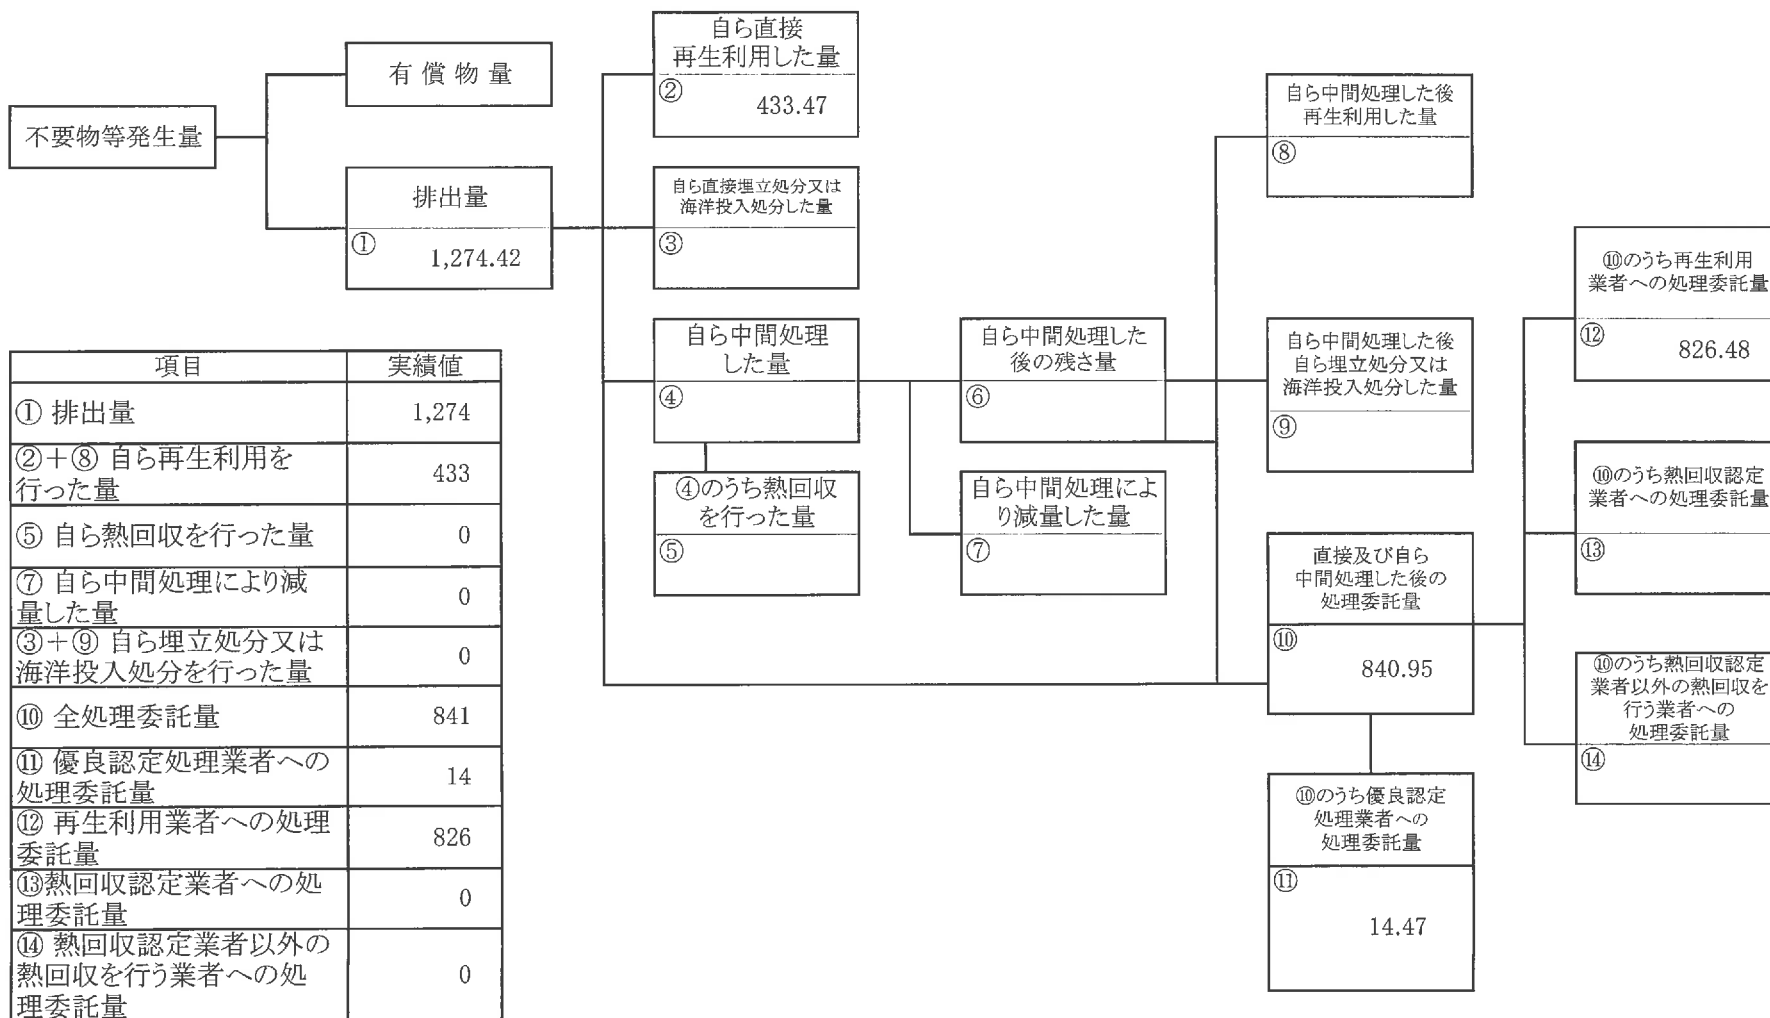 不要物等発生量
有償物量
排出量
①
1,274.42
自ら直接
再生利用した量
②
433.47
自ら直接埋立処分又は
海洋投入処分した量
③
自ら中間処理
した量
④
④のうち熱回収
を行った量
⑤
自ら中間処理した
後の残さ量
⑥
自ら中間処理によ
り減量した量
⑦
自ら中間処理した後
再生利用した量
⑧
自ら中間処理した後
自ら埋立処分又は
海洋投入処分した量
⑨
直接及び自ら
中間処理した後の
処理委託量
⑩
840.95
⑩のうち優良認定
処理業者への
処理委託量
⑪
14.47
⑩のうち再生利用
業者への処理委託量
⑫
826.48
⑩のうち熱回収認定
業者への処理委託量
⑬
⑩のうち熱回収認定
業者以外の熱回収を
行う業者への
処理委託量
⑭
項目 実績値
① 排出量 1,274
②+⑧ 自ら再生利用を
行った量 433
⑤ 自ら熱回収を行った量 0
⑦ 自ら中間処理により減
量した量 0
③+⑨ 自ら埋立処分又は
海洋投入処分を行った量 0
⑩ 全処理委託量 841
⑪ 優良認定処理業者への
処理委託量 14
⑫ 再生利用業者への処理
委託量 826
⑬熱回収認定業者への処
理委託量 0
⑭ 熱回収認定業者以外の
熱回収を行う業者への処
理委託量 0